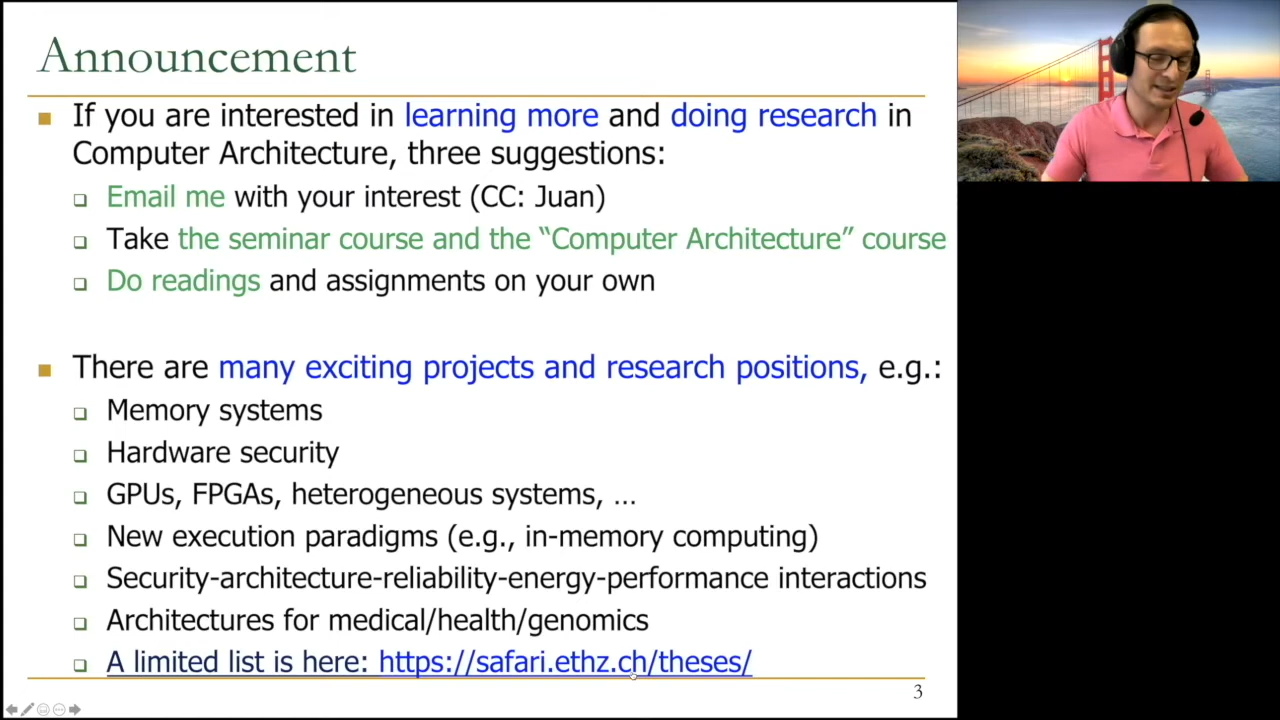 Announcement
If you are interested in learning more and doing research in
Computer Architecture, three suggestions:
Email me with your interest (CC: Juan)
Take the seminar course and the “Computer Architecture” course
Do readings and assignments on your own
There are many exciting projects and research positions, e.g.:
Memory systems
Hardware security
GPUs, FPGAs, heterogeneous systems, …
New execution paradigms (e.g., in-memory computing)
Security-architecture-reliability-energy-performance interactions
Architectures for medical/health/genomics
A limited list is here: https://safari.ethz.ch/theses/
3